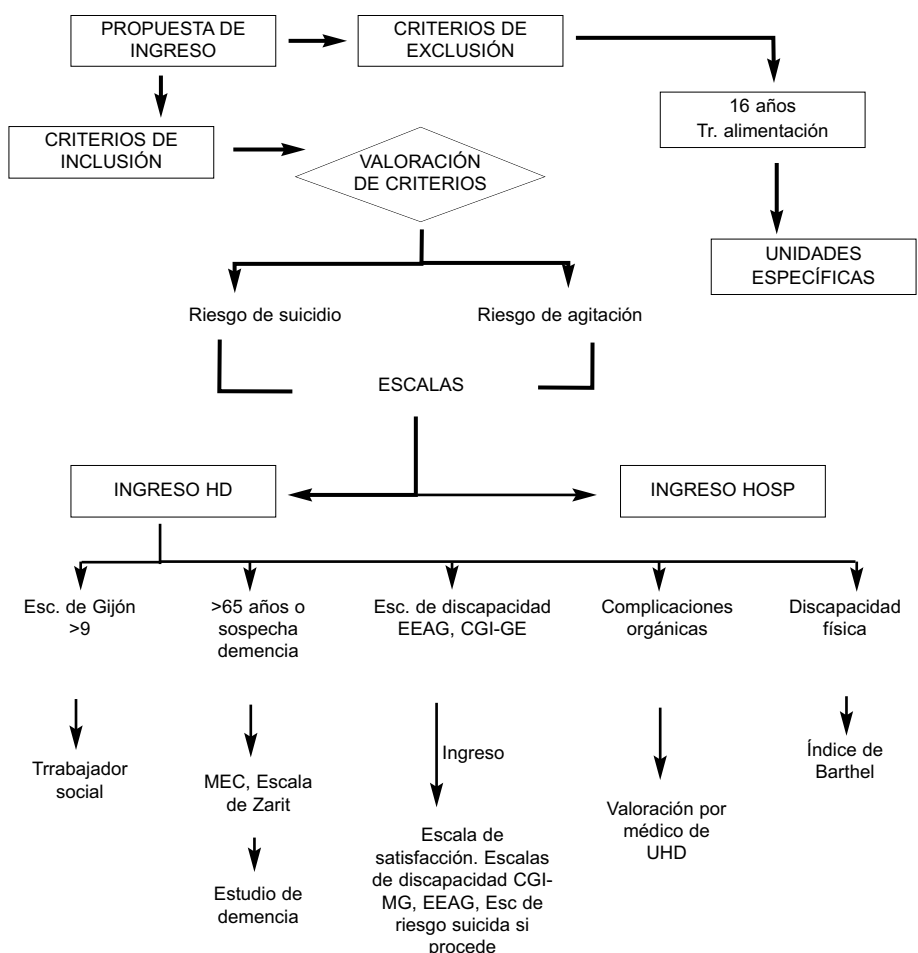 PROPUESTA DE
INGRESO
CRITERIOS DE
EXCLUSIÓN
16 años
Tr. alimentación
CRITERIOS DE
INCLUSIÓN
VALORACIÓN
DE CRITERIOS
UNIDADES
ESPECÍFICAS
Riesgo de suicidio
Riesgo de agitación
ESCALAS
INGRESO HD
INGRESO HOSP
Esc. de Gijón
>9
>65 años o
sospecha
demencia
Esc. de discapacidad
EEAG, CGI-GE
Complicaciones
orgánicas
Discapacidad
física
Trrabajador
social
MEC, Escala
de Zarit
Estudio de
demencia
Ingreso
Escala de
satisfacción. Escalas
de discapacidad CGI-
MG, EEAG, Esc de
riesgo suicida si
procede
Valoración por
médico de
UHD
Índice de
Barthel